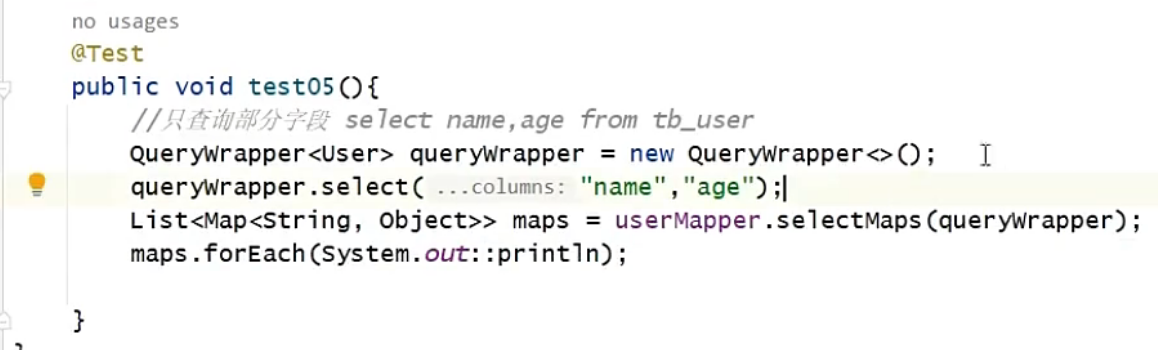 no usages
@Test
public void test05(){
//只查询部分字段 select name,age from tb_user
QueryWrapper<User> queryWrapper = new QueryWrapper<>();
queryWrapper.select( ...columns: "name","age");
List<Map<String, Object>> maps = userMapper.selectMaps(queryWrapper);
maps.forEach(System.out::println);
}
}